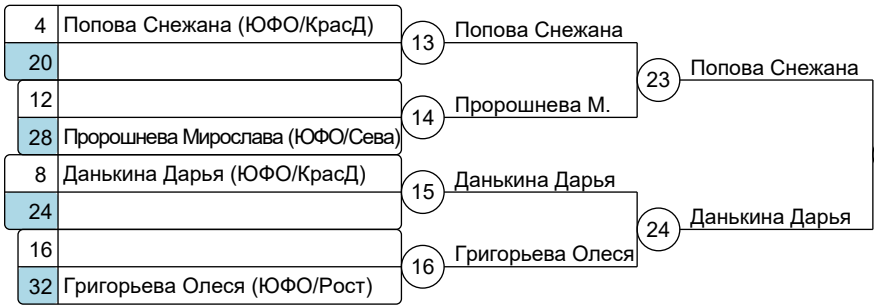 4 Попова Снежана (ЮФО/КрасД)
20
12
28 Пророшнева Мирослава (ЮФО/Сева)
8 Данькина Дарья (ЮФО/КрасД)
24
16
32 Григорьева Олеся (ЮФО/Рост)
13 Попова Снежана
14 Пророшнева М.
15 Данькина Дарья
16 Григорьева Олеся
23 Попова Снежана
24 Данькина Дарья